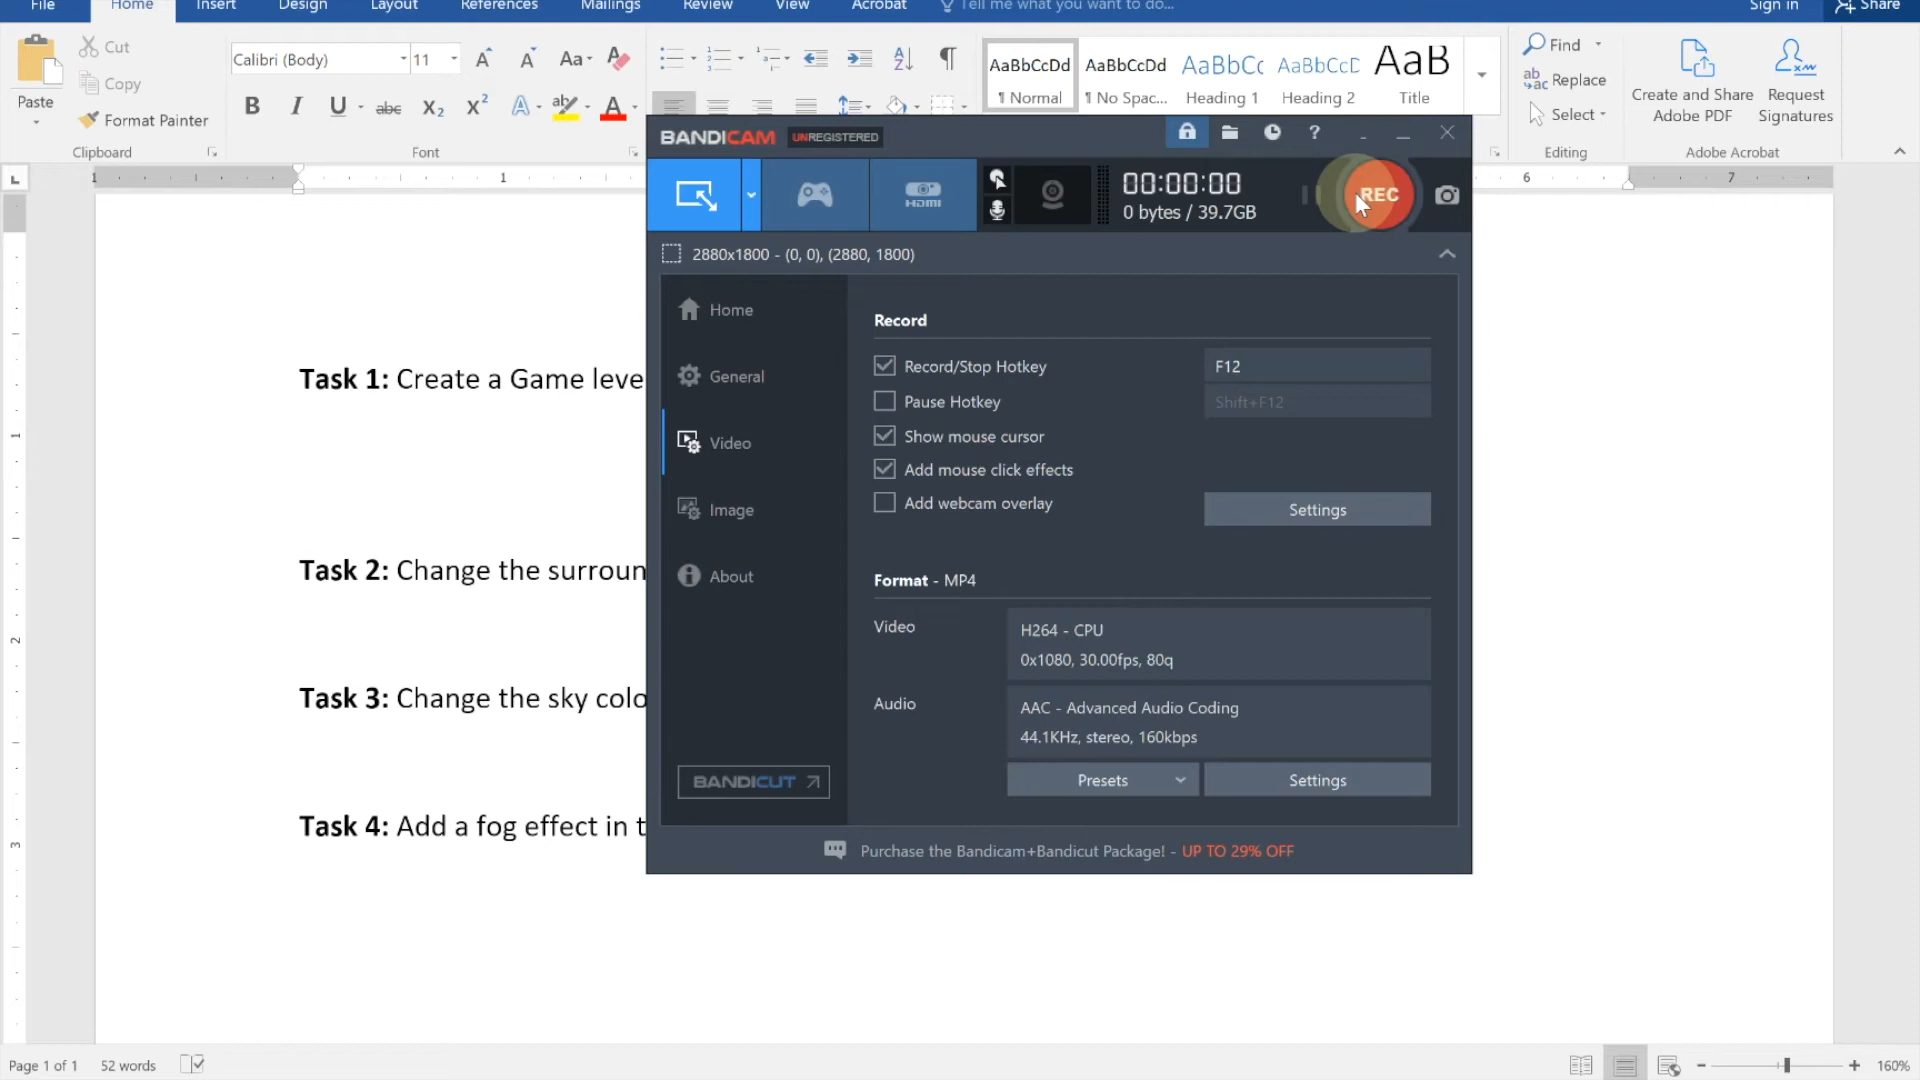 File Home Insert Design Layout References Mailings Review View Acrobat Tell me what you want to do... Sign in Share
Cut
Copy
Paste
Format Painter
Clipboard
Calibri (Body) 11
Font
AaBbCcDd AaBbCcDd AaBbCc AaBbCcD AaB
¶ Normal ¶ No Spac... Heading 1 Heading 2 Title
Find
Replace
Select
Editing
Create and Share Adobe PDF
Request Signatures
Adobe Acrobat
BANDICAM UNREGISTERED
HDMI
00:00:00
0 bytes / 39.7GB
REC
2880x1800 - (0, 0), (2880, 1800)
Home
General
Video
Image
About
BANDICUT
Record
Record/Stop Hotkey F12
Pause Hotkey Shift+F12
Show mouse cursor
Add mouse click effects
Add webcam overlay Settings
Format - MP4
Video
H264 - CPU
0x1080, 30.00fps, 80q
Audio
AAC - Advanced Audio Coding
44.1KHz, stereo, 160kbps
Presets Settings
Purchase the Bandicam+Bandicut Package! - UP TO 29% OFF
Task 1: Create a Game leve
Task 2: Change the surroun
Task 3: Change the sky colo
Task 4: Add a fog effect in t
Page 1 of 1 52 words 160%